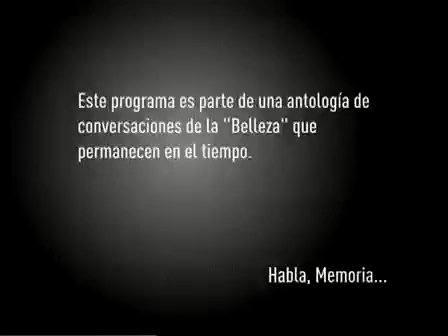 Este programa es parte de una antología de
conversaciones de la "Belleza" que
permanecen en el tiempo.
Habla, Memoria...